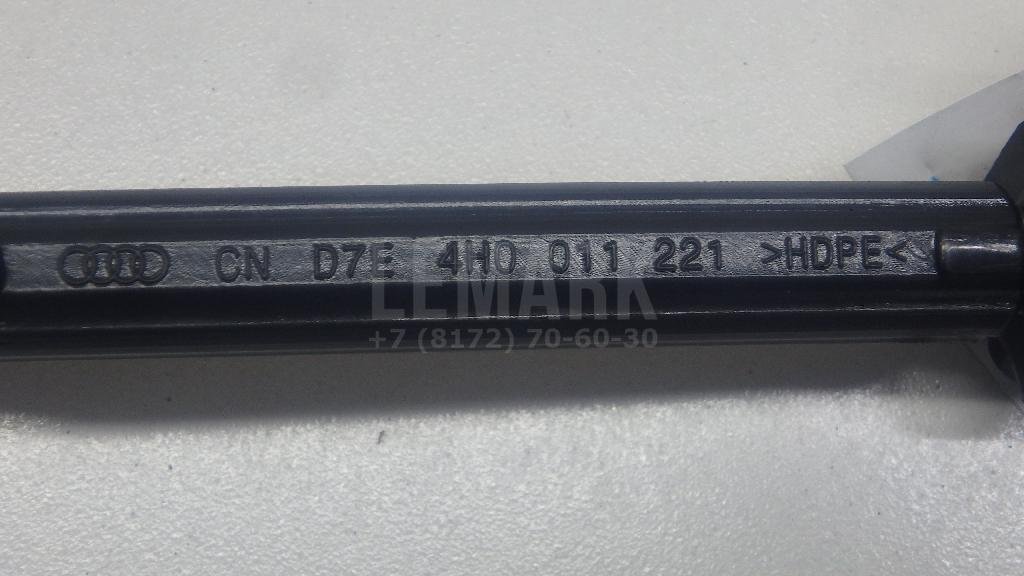 CN D7E 4H0 011 221 >HDPE<
LEMARK
+7 (8172) 70-60-30